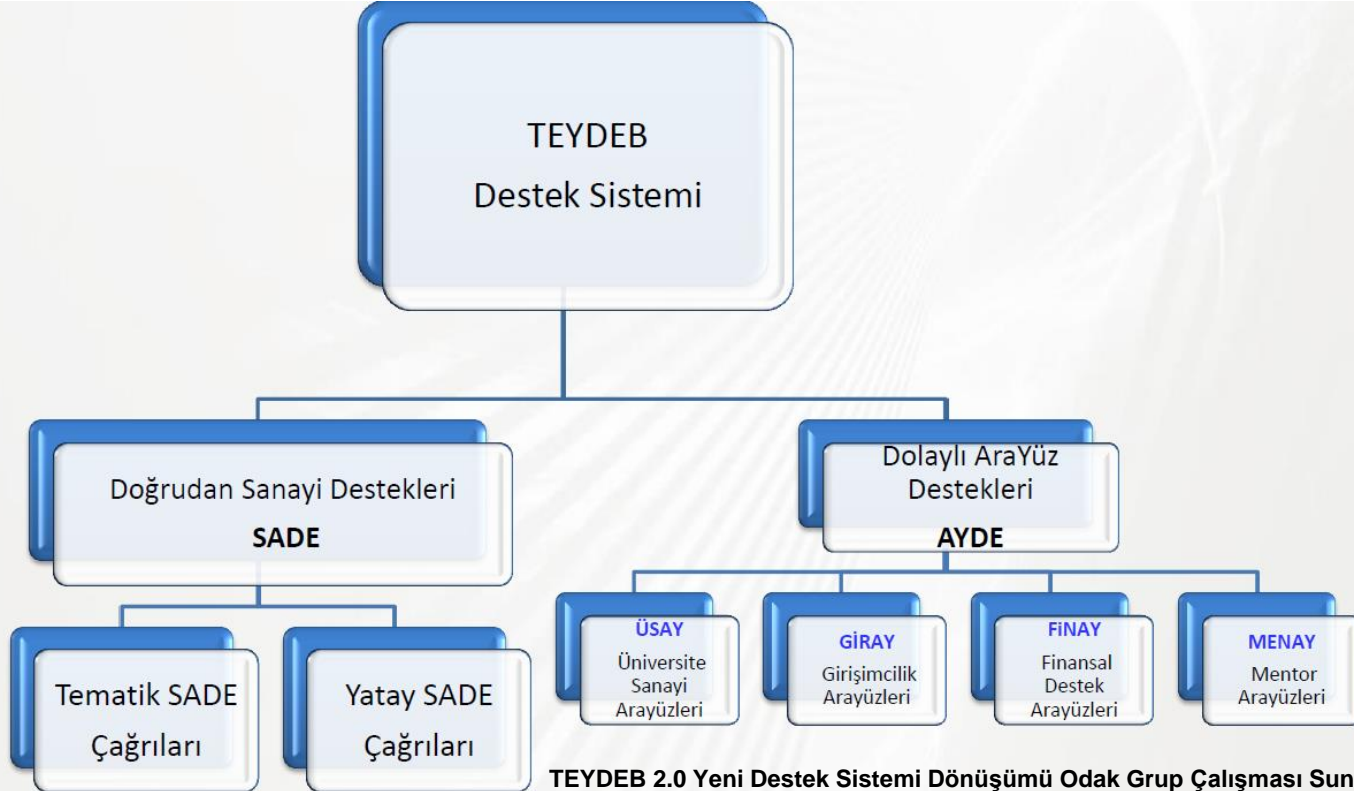 TEYDEB
Destek Sistemi
Doğrudan Sanayi Destekleri
SADE
Dolaylı AraYüz
Destekleri
AYDE
Tematik SADE
Çağrıları
Yatay SADE
Çağrıları
ÜSAY
Üniversite
Sanayi
Arayüzleri
GİRAY
Girişimcilik
Arayüzleri
FiNAY
Finansal
Destek
Arayüzleri
MENAY
Mentor
Arayüzleri
TEYDEB 2.0 Yeni Destek Sistemi Dönüşümü Odak Grup Çalışması Sun